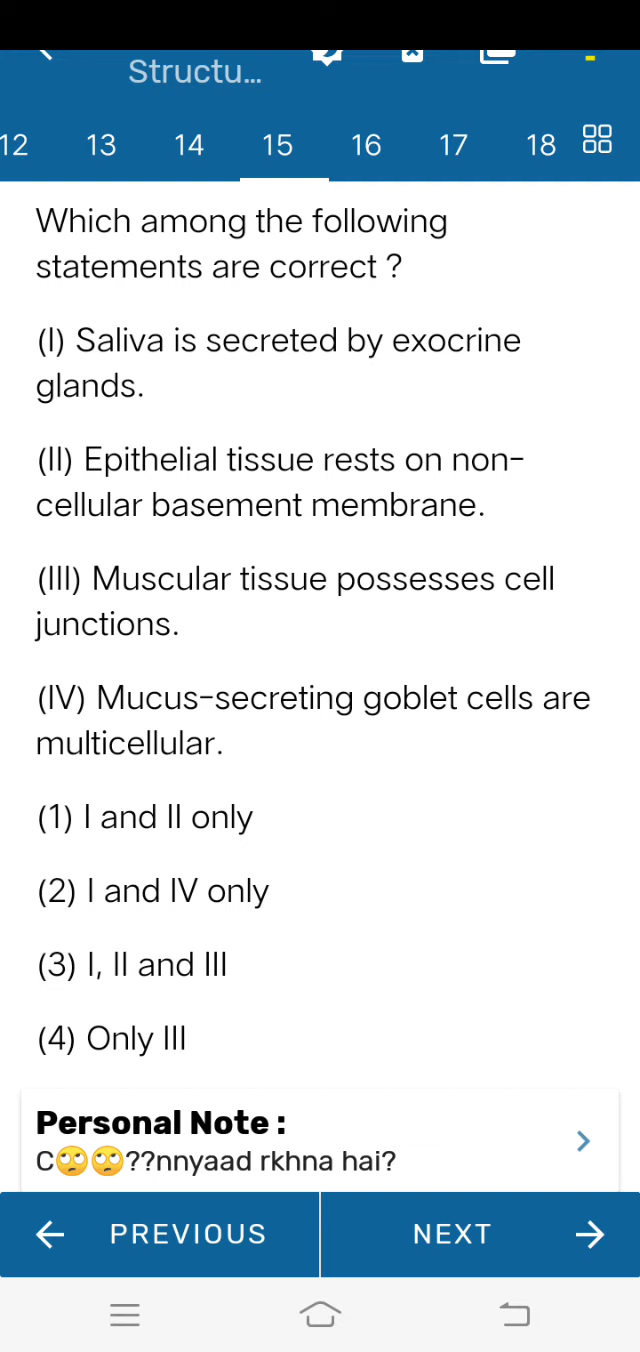 Structu...
12 13 14 15 16 17 18
Which among the following
statements are correct ?
(I) Saliva is secreted by exocrine
glands.
(II) Epithelial tissue rests on non-
cellular basement membrane.
(III) Muscular tissue possesses cell
junctions.
(IV) Mucus-secreting goblet cells are
multicellular.
(1) I and II only
(2) I and IV only
(3) I, II and III
(4) Only III
Personal Note :
C🙄🙄??nnyaad rkhna hai?
PREVIOUS NEXT